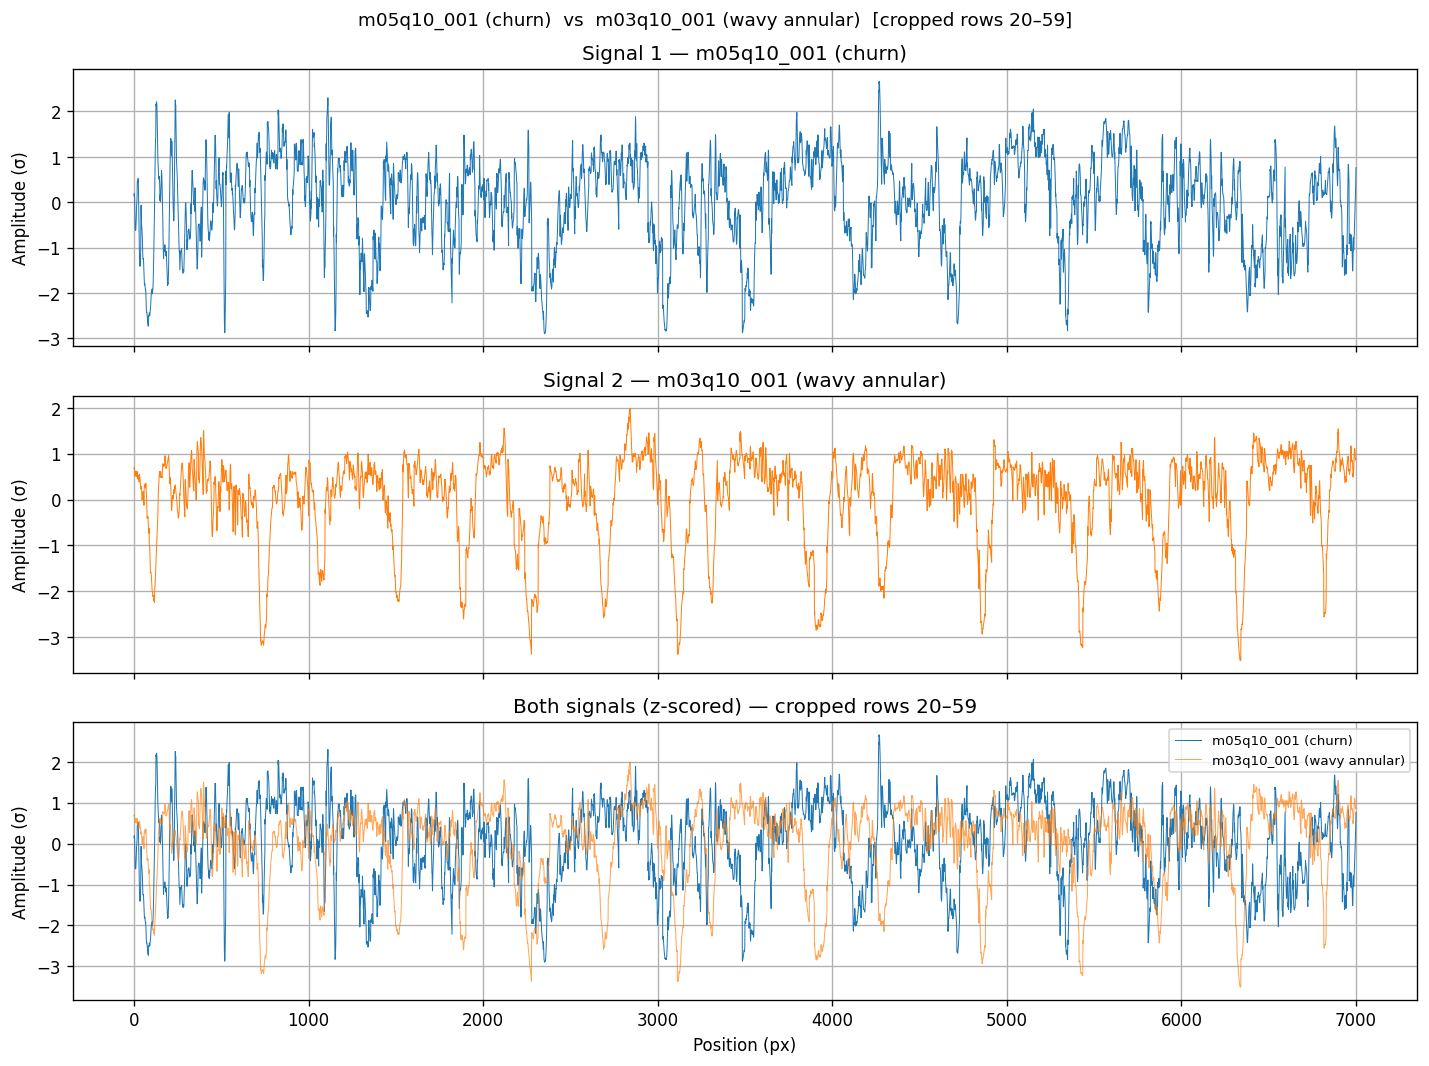 m05q10_001 (churn)  vs  m03q10_001 (wavy annular)  [cropped rows 20–59]
Signal 1 — m05q10_001 (churn)
Amplitude (σ)
2
1
0
−1
−2
−3
Signal 2 — m03q10_001 (wavy annular)
Amplitude (σ)
2
1
0
−1
−2
−3
Both signals (z-scored) — cropped rows 20–59
Amplitude (σ)
2
1
0
−1
−2
−3
m05q10_001 (churn)
m03q10_001 (wavy annular)
0 1000 2000 3000 4000 5000 6000 7000
Position (px)